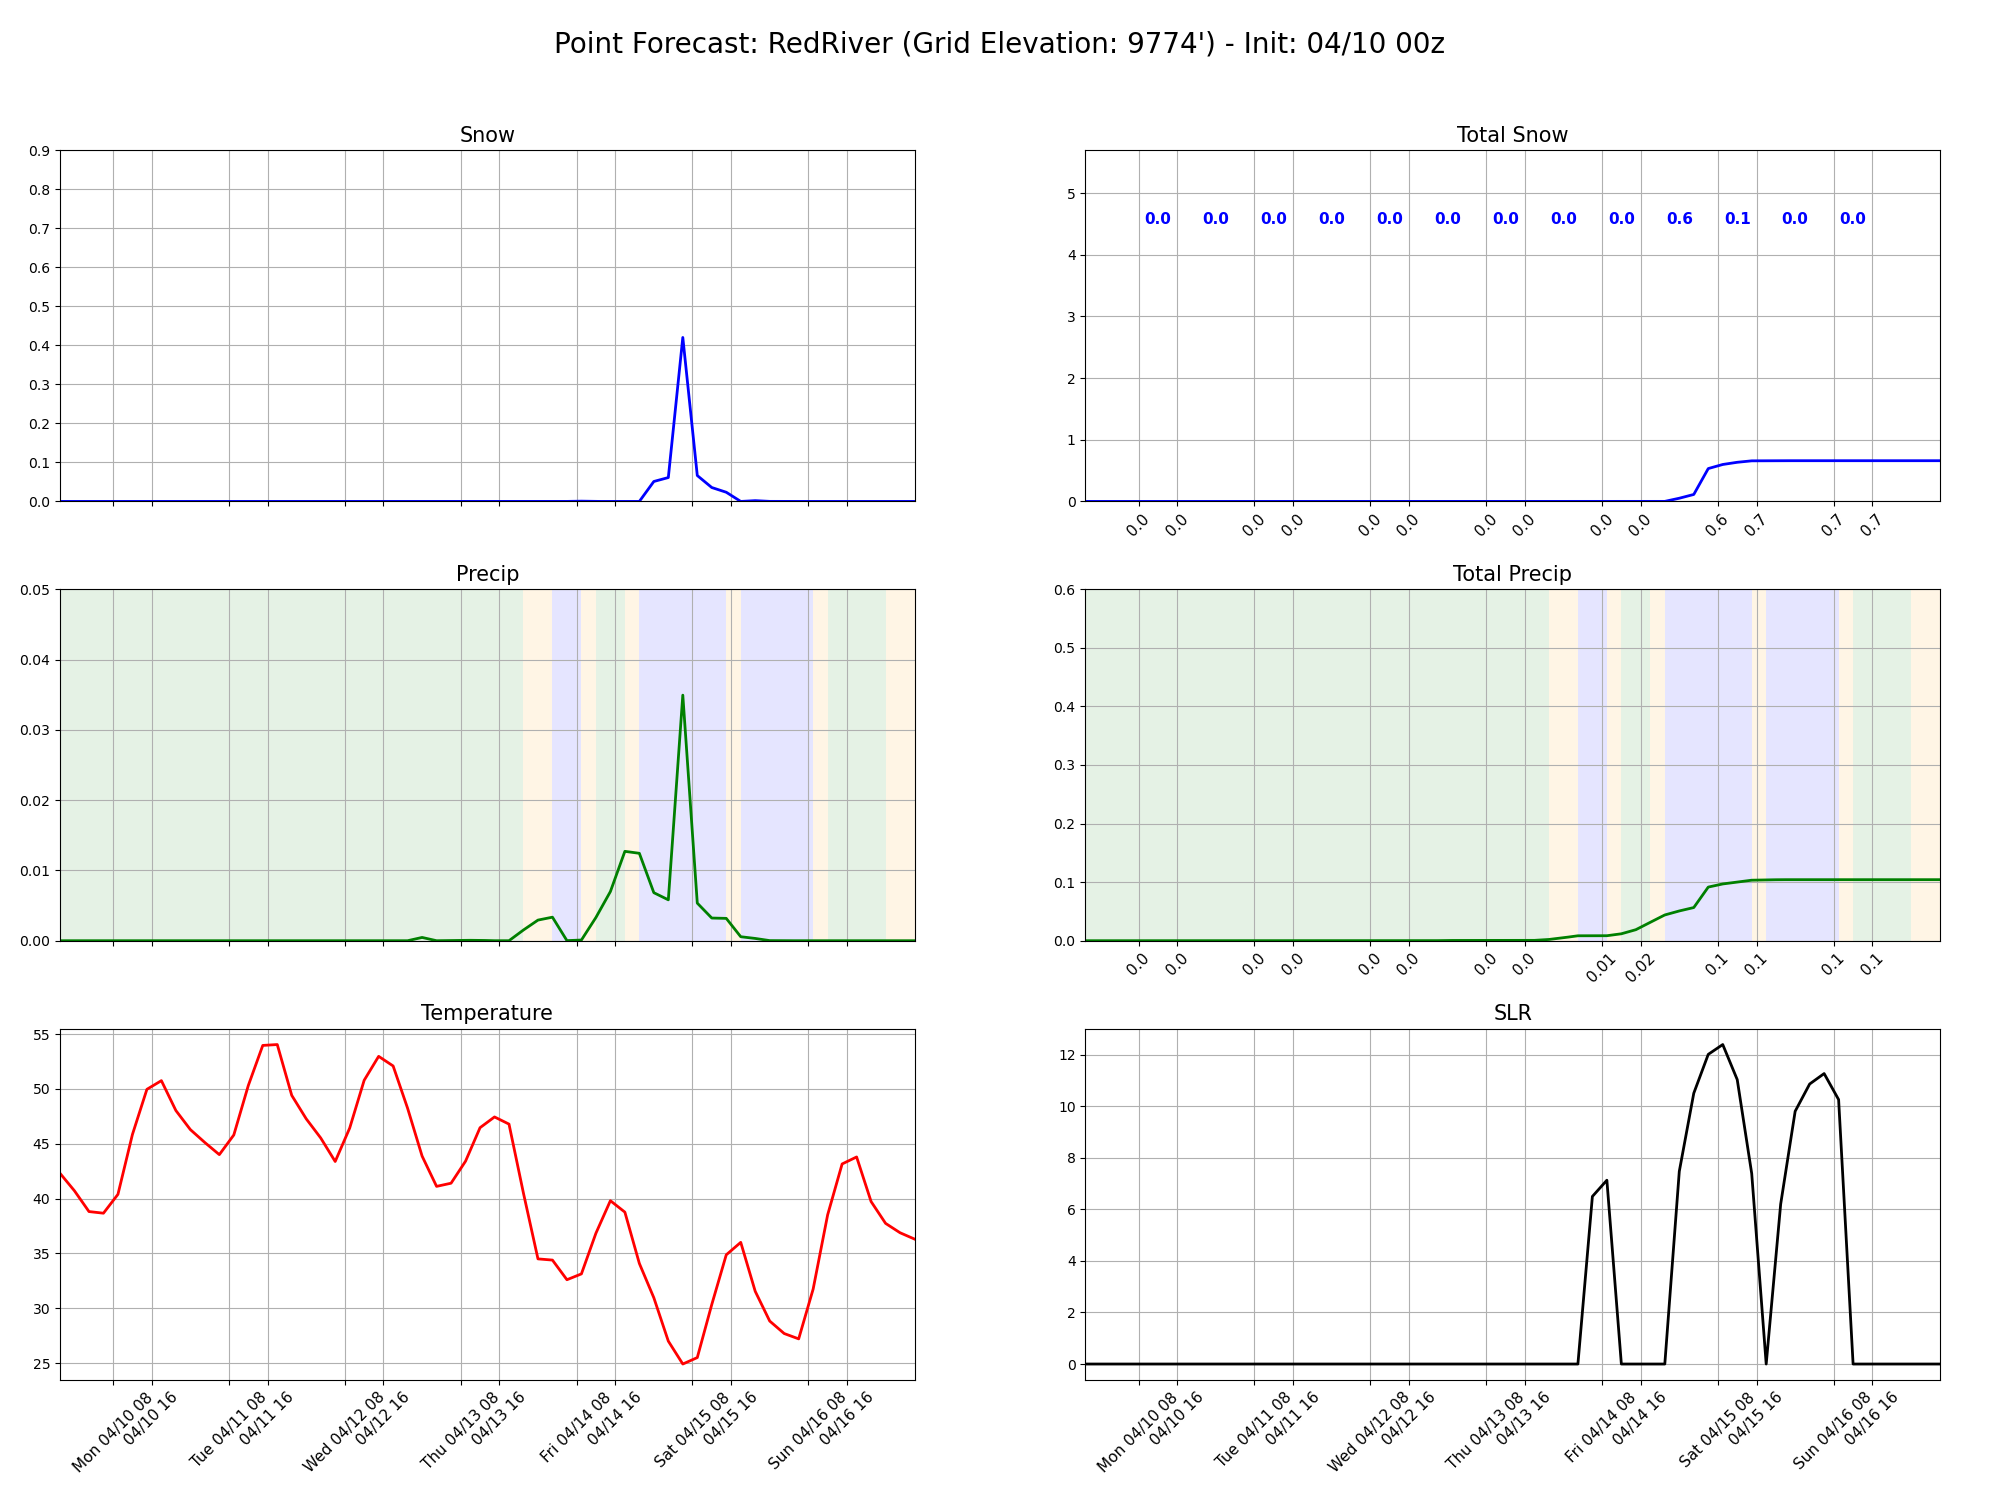 Point Forecast: RedRiver (Grid Elevation: 9774') - Init: 04/10 00z
Snow
0.9
0.8
0.7
0.6
0.5
0.4
0.3
0.2
0.1
0.0
Total Snow
5
4
3
2
1
0
0.0 0.0 0.0 0.0 0.0 0.0 0.0 0.0 0.0 0.6 0.1 0.0 0.0
0.0 0.0 0.0 0.0 0.0 0.0 0.0 0.0 0.0 0.0 0.6 0.7 0.7 0.7
Precip
0.05
0.04
0.03
0.02
0.01
0.00
Total Precip
0.6
0.5
0.4
0.3
0.2
0.1
0.0
0.0 0.0 0.0 0.0 0.0 0.0 0.0 0.0 0.01 0.02 0.1 0.1 0.1 0.1
Temperature
55
50
45
40
35
30
25
Mon 04/10 08
04/10 16
Tue 04/11 08
04/11 16
Wed 04/12 08
04/12 16
Thu 04/13 08
04/13 16
Fri 04/14 08
04/14 16
Sat 04/15 08
04/15 16
Sun 04/16 08
04/16 16
SLR
12
10
8
6
4
2
0
Mon 04/10 08
04/10 16
Tue 04/11 08
04/11 16
Wed 04/12 08
04/12 16
Thu 04/13 08
04/13 16
Fri 04/14 08
04/14 16
Sat 04/15 08
04/15 16
Sun 04/16 08
04/16 16